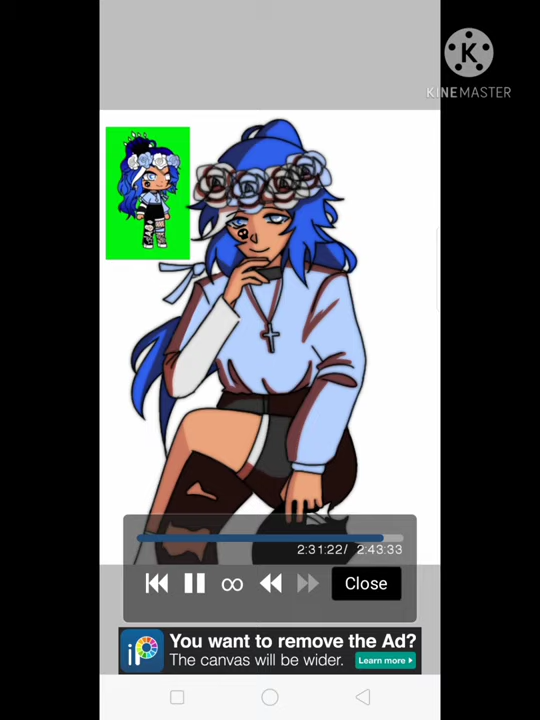 K
KINEMASTER
2:31:22/ 2:43:33
Close
iP
You want to remove the Ad?
The canvas will be wider.
Learn more ▸